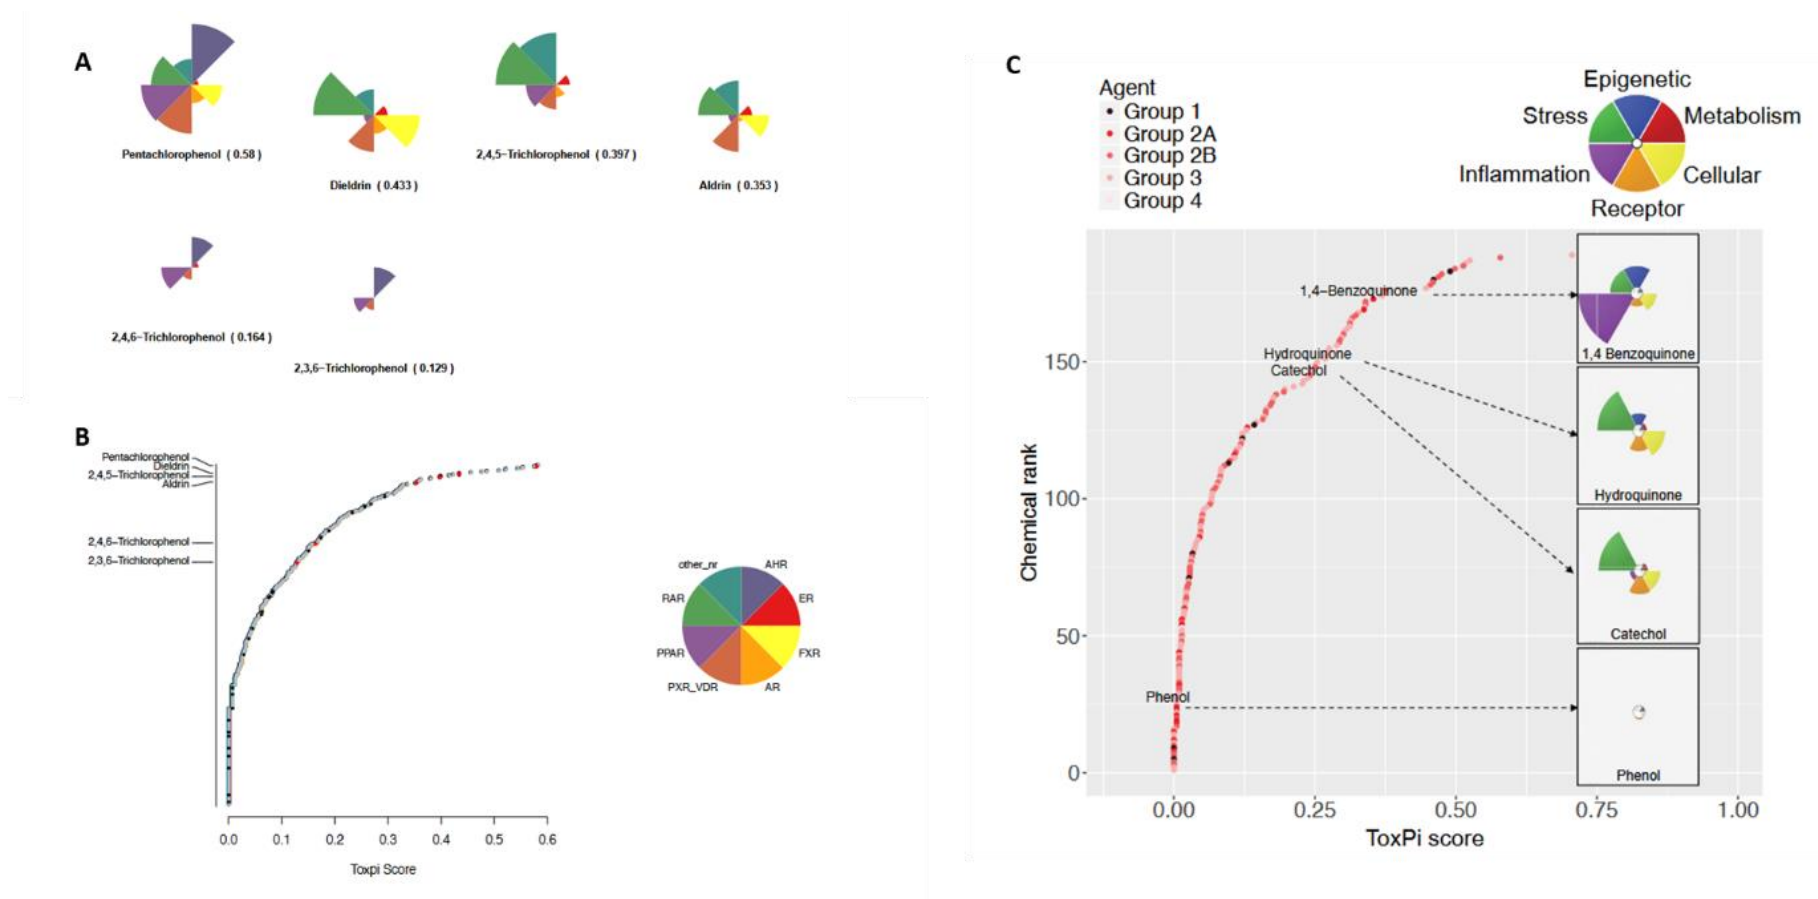 A
Pentachlorophenol ( 0.58 )
Dieldrin ( 0.433 )
2,4,5−Trichlorophenol ( 0.397 )
Aldrin ( 0.353 )
2,4,6−Trichlorophenol ( 0.164 )
2,3,6−Trichlorophenol ( 0.129 )
B
Pentachlorophenol
Dieldrin
2,4,5−Trichlorophenol
Aldrin
2,4,6−Trichlorophenol
2,3,6−Trichlorophenol
0.0 0.1 0.2 0.3 0.4 0.5 0.6
Toxpi Score
other_nr AHR
RAR ER
PPAR FXR
PXR_VDR AR
C
Agent
Group 1
Group 2A
Group 2B
Group 3
Group 4
Epigenetic
Stress Metabolism
Inflammation Cellular
Receptor
1,4−Benzoquinone
1,4 Benzoquinone
Hydroquinone
Catechol
Hydroquinone
Catechol
Phenol
Phenol
Chemical rank
150
100
50
0
0.00 0.25 0.50 0.75 1.00
ToxPi score